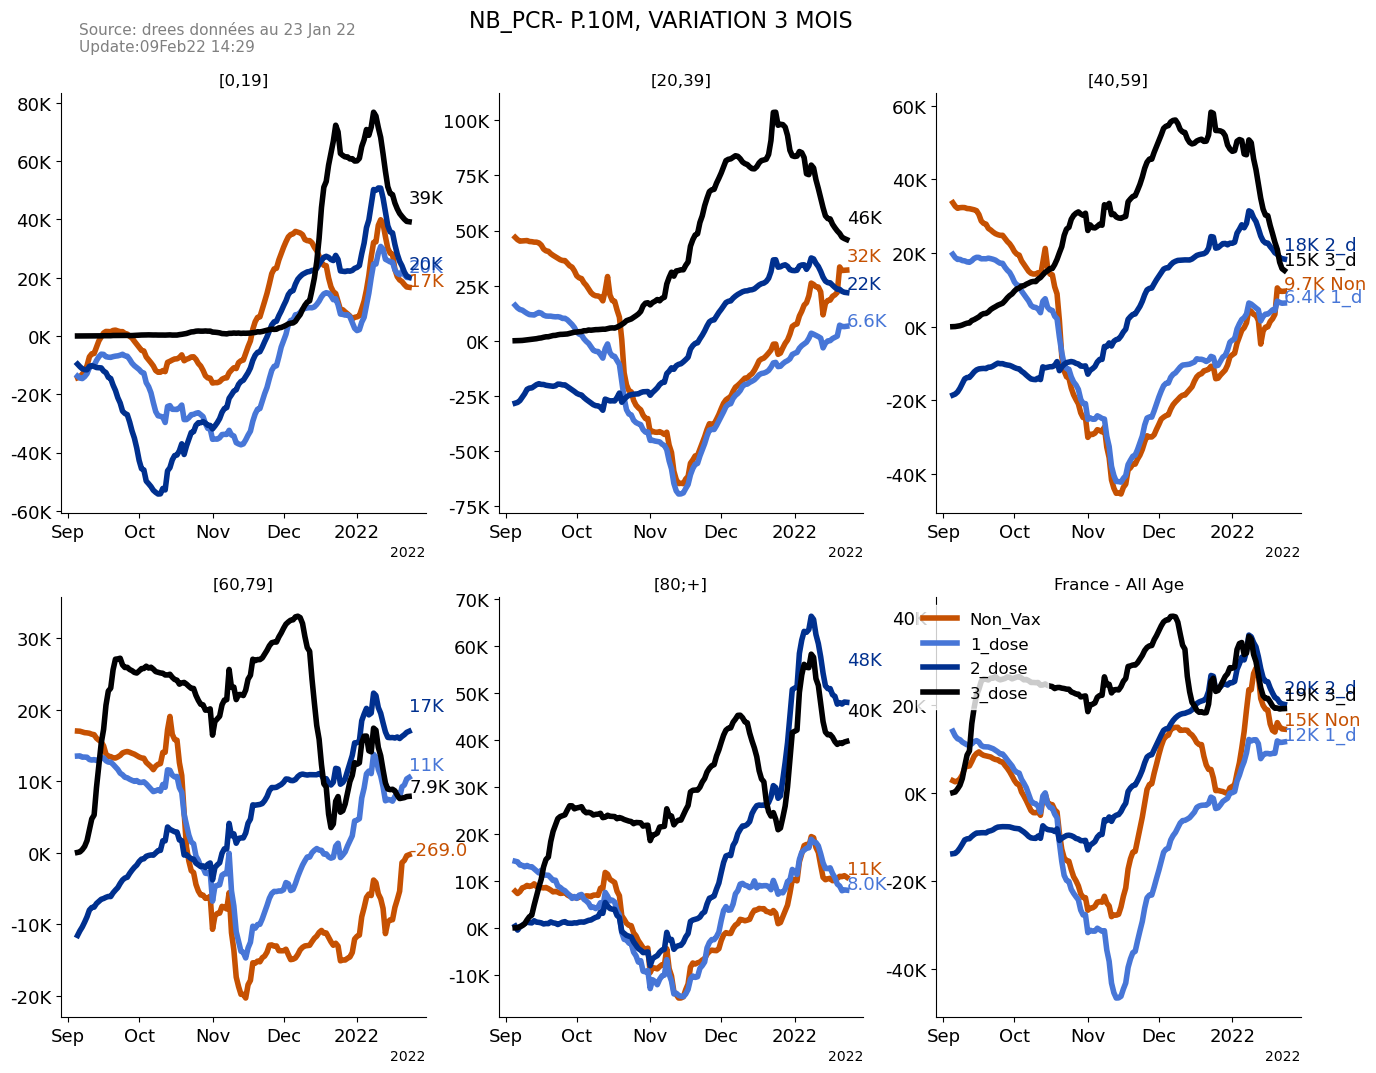 NB_PCR- P.10M, VARIATION 3 MOIS
Source: drees données au 23 Jan 22
Update:09Feb22 14:29
[0,19]
80K
60K
40K
20K
0K
-20K
-40K
-60K
39K
20K
20K
17K
Sep Oct Nov Dec 2022
2022
[20,39]
100K
75K
50K
25K
0K
-25K
-50K
-75K
46K
32K
22K
6.6K
Sep Oct Nov Dec 2022
2022
[40,59]
60K
40K
20K
0K
-20K
-40K
18K 2_d
15K 3_d
9.7K Non
6.4K 1_d
Sep Oct Nov Dec 2022
2022
[60,79]
30K
20K
10K
0K
-10K
-20K
17K
11K
7.9K
-269.0
Sep Oct Nov Dec 2022
2022
[80;+]
70K
60K
50K
40K
30K
20K
10K
0K
-10K
48K
40K
11K
8.0K
Sep Oct Nov Dec 2022
2022
France - All Age
40K
20K
0K
-20K
-40K
Non_Vax
1_dose
2_dose
3_dose
20K 2_d
19K 3_d
15K Non
12K 1_d
Sep Oct Nov Dec 2022
2022